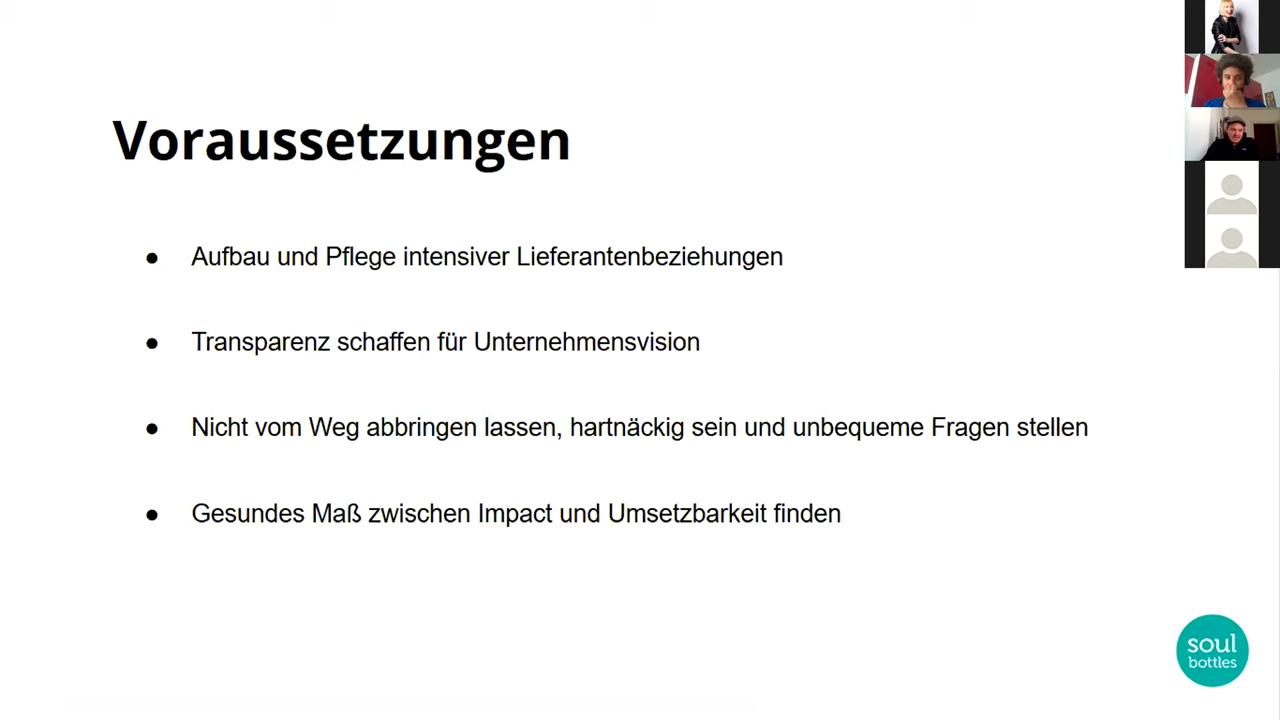 Voraussetzungen
● Aufbau und Pflege intensiver Lieferantenbeziehungen
● Transparenz schaffen für Unternehmensvision
● Nicht vom Weg abbringen lassen, hartnäckig sein und unbequeme Fragen stellen
● Gesundes Maß zwischen Impact und Umsetzbarkeit finden
soul
bottles